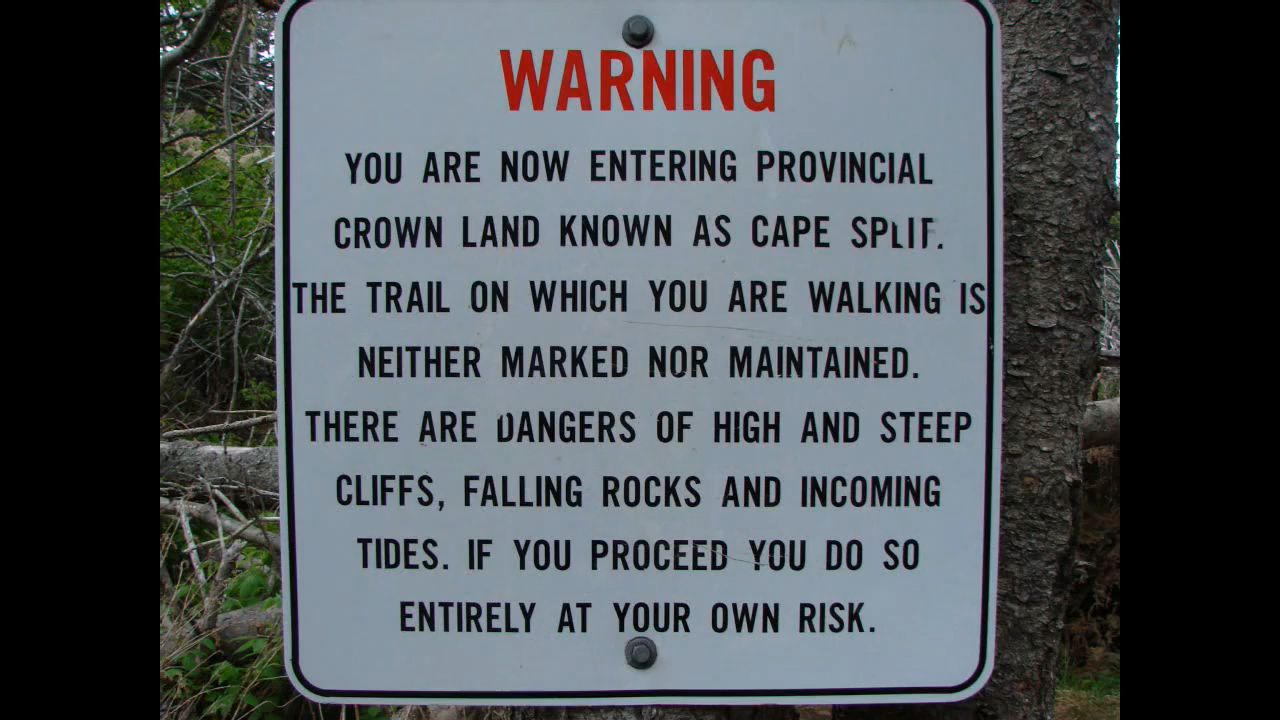 WARNING
YOU ARE NOW ENTERING PROVINCIAL
CROWN LAND KNOWN AS CAPE SPLIT.
THE TRAIL ON WHICH YOU ARE WALKING IS
NEITHER MARKED NOR MAINTAINED.
THERE ARE DANGERS OF HIGH AND STEEP
CLIFFS, FALLING ROCKS AND INCOMING
TIDES. IF YOU PROCEED YOU DO SO
ENTIRELY AT YOUR OWN RISK.